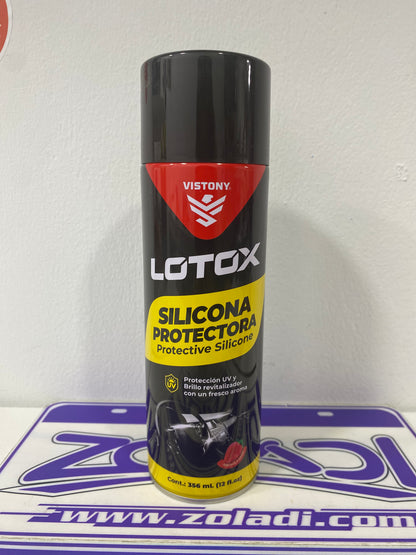 VISTONY
LOTOX
SILICONA
PROTECTORA
Protective Silicone
UV
Protección UV y
Brillo revitalizador
con un fresco aroma
Cont.: 356 mL (12 fl.oz)
www.zoladi.com